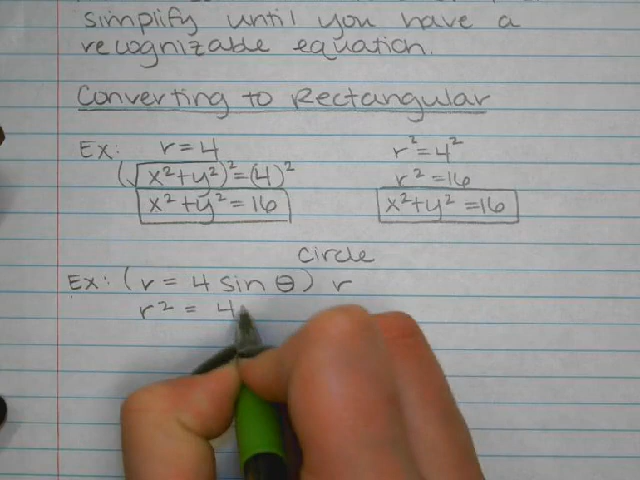 simplify until you have a
recognizable equation.
Converting to Rectangular
Ex: r = 4 r² = 4²
(√x²+y²)² = (4)² r² = 16
x²+y² = 16 x²+y² = 16
circle
Ex: (r = 4 sin θ) r
r² = 4